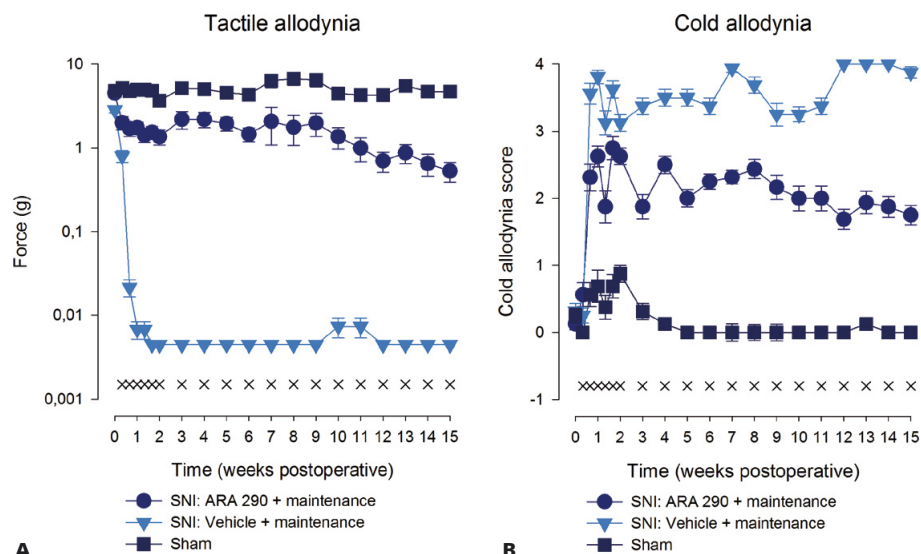 Tactile allodynia
10
1
0,1
0,01
0,001
Force (g)
0 1 2 3 4 5 6 7 8 9 10 11 12 13 14 15
Time (weeks postoperative)
SNI: ARA 290 + maintenance
SNI: Vehicle + maintenance
Sham
A
Cold allodynia
4
3
2
1
0
-1
Cold allodynia score
0 1 2 3 4 5 6 7 8 9 10 11 12 13 14 15
Time (weeks postoperative)
SNI: ARA 290 + maintenance
SNI: Vehicle + maintenance
Sham
B